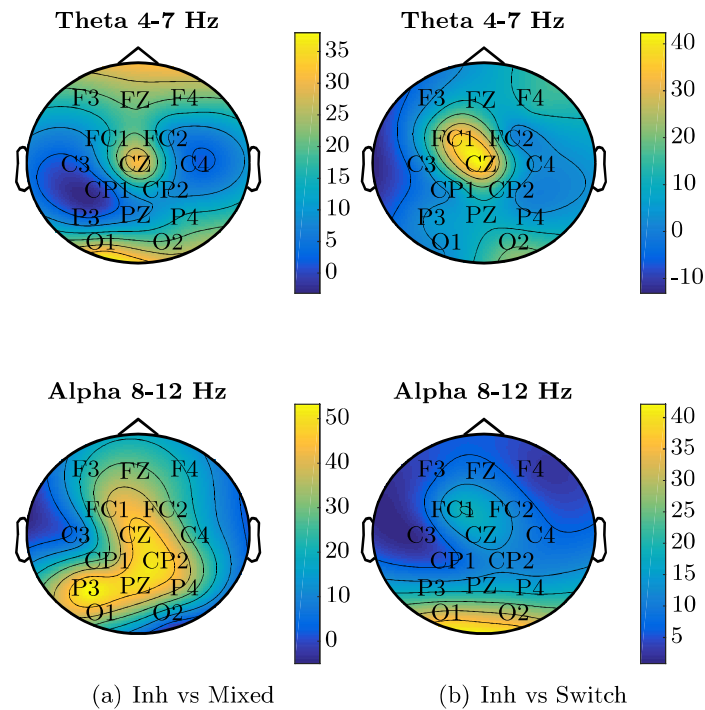 Theta 4-7 Hz
F3 FZ F4
FC1 FC2
C3 CZ C4
CP1 CP2
P3 PZ P4
O1 O2
35
30
25
20
15
10
5
0
Theta 4-7 Hz
F3 FZ F4
FC1 FC2
C3 CZ C4
CP1 CP2
P3 PZ P4
O1 O2
40
30
20
10
0
-10
Alpha 8-12 Hz
F3 FZ F4
FC1 FC2
C3 CZ C4
CP1 CP2
P3 PZ P4
O1 O2
50
40
30
20
10
0
Alpha 8-12 Hz
F3 FZ F4
FC1 FC2
C3 CZ C4
CP1 CP2
P3 PZ P4
O1 O2
40
35
30
25
20
15
10
5
(a) Inh vs Mixed
(b) Inh vs Switch